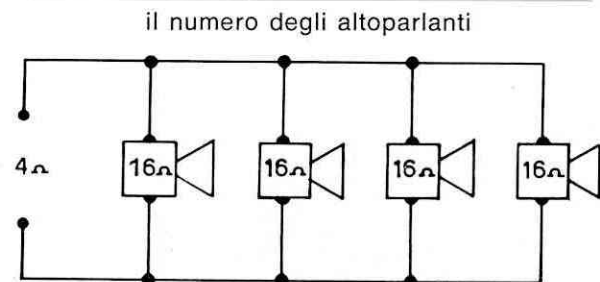 il numero degli altoparlanti
4Ω 16Ω 16Ω 16Ω 16Ω